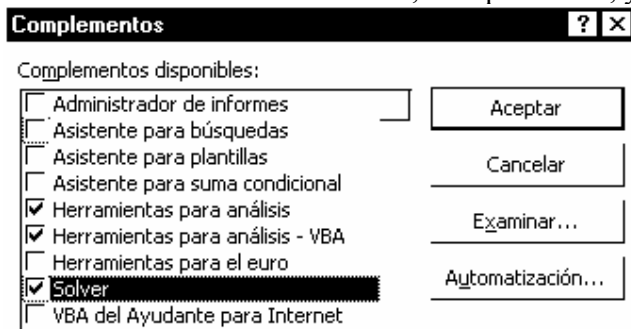 Complementos ? ×
Complementos disponibles:
Administrador de informes
Asistente para búsquedas
Asistente para plantillas
Asistente para suma condicional
Herramientas para análisis
Herramientas para análisis - VBA
Herramientas para el euro
Solver
VBA del Ayudante para Internet
Aceptar
Cancelar
Examinar...
Automatización...